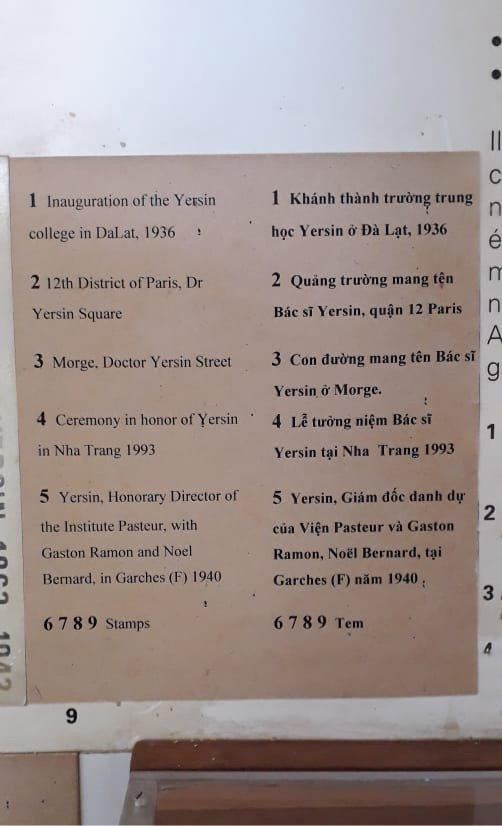 1 Inauguration of the Yersin
college in DaLat, 1936
2 12th District of Paris, Dr
Yersin Square
3 Morge, Doctor Yersin Street
4 Ceremony in honor of Yersin
in Nha Trang 1993
5 Yersin, Honorary Director of
the Institute Pasteur, with
Gaston Ramon and Noel
Bernard, in Garches (F) 1940
6 7 8 9 Stamps
1 Khánh thành trường trung
học Yersin ở Đà Lạt, 1936
2 Quảng trường mang tện
Bác sĩ Yersin, quận 12 Paris
3 Con đường mang tên Bác sĩ
Yersin ở Morge.
4 Lễ tưởng niệm Bác sĩ
Yersin tại Nha Trang 1993
5 Yersin, Giám đốc danh dự
của Viện Pasteur và Gaston
Ramon, Noël Bernard, tại
Garches (F) năm 1940
6 7 8 9 Tem
9
1
2
3
4